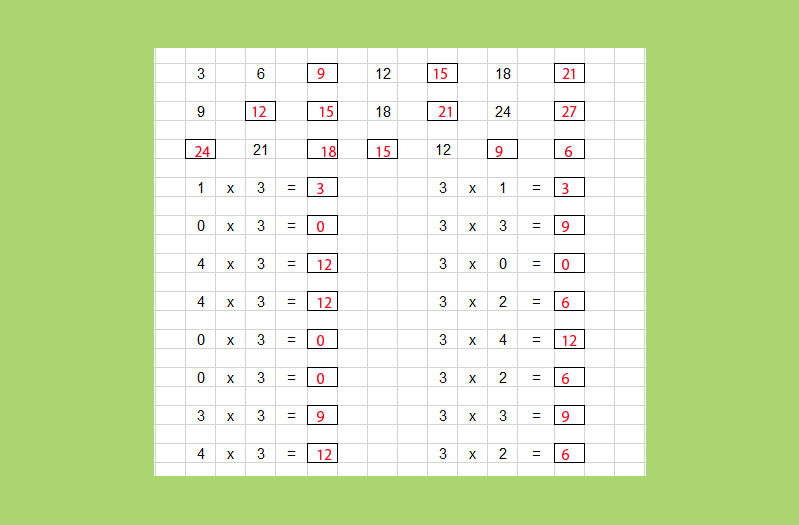 3 6 9 12 15 18 21
9 12 15 18 21 24 27
24 21 18 15 12 9 6
1 x 3 = 3 3 x 1 = 3
0 x 3 = 0 3 x 3 = 9
4 x 3 = 12 3 x 0 = 0
4 x 3 = 12 3 x 2 = 6
0 x 3 = 0 3 x 4 = 12
0 x 3 = 0 3 x 2 = 6
3 x 3 = 9 3 x 3 = 9
4 x 3 = 12 3 x 2 = 6